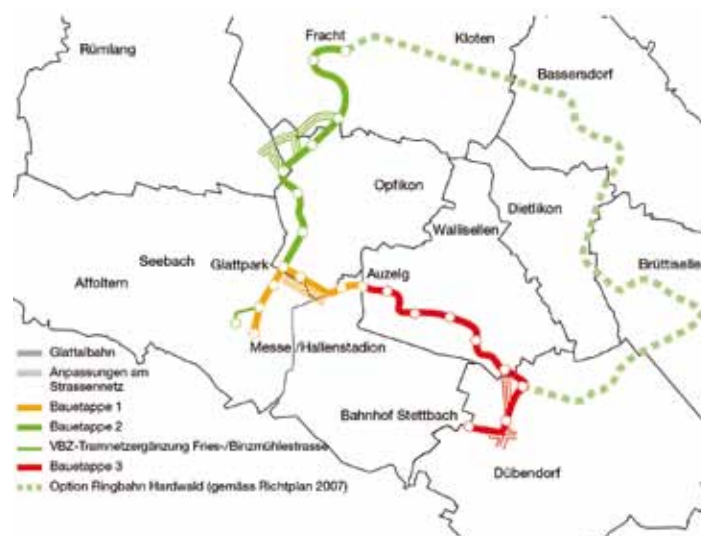 Fracht
Kloten
Rümlang
Bassersdorf
Opfikon
Dietlikon
Wallisellen
Seebach
Glattpark
Auzelg
Brüttiselle
Affoltern
Messe/Hallenstadion
Glattalbahn
Anpassungen am
Strassennetz
Bauetappe 1
Bahnhof Stettbach
Bauetappe 2
VBZ-Tramnetzergänzung Fries-/Binzmühlestrasse
Bauetappe 3
Dübendorf
Option Ringbahn Hardwald (gemäss Richtplan 2007)